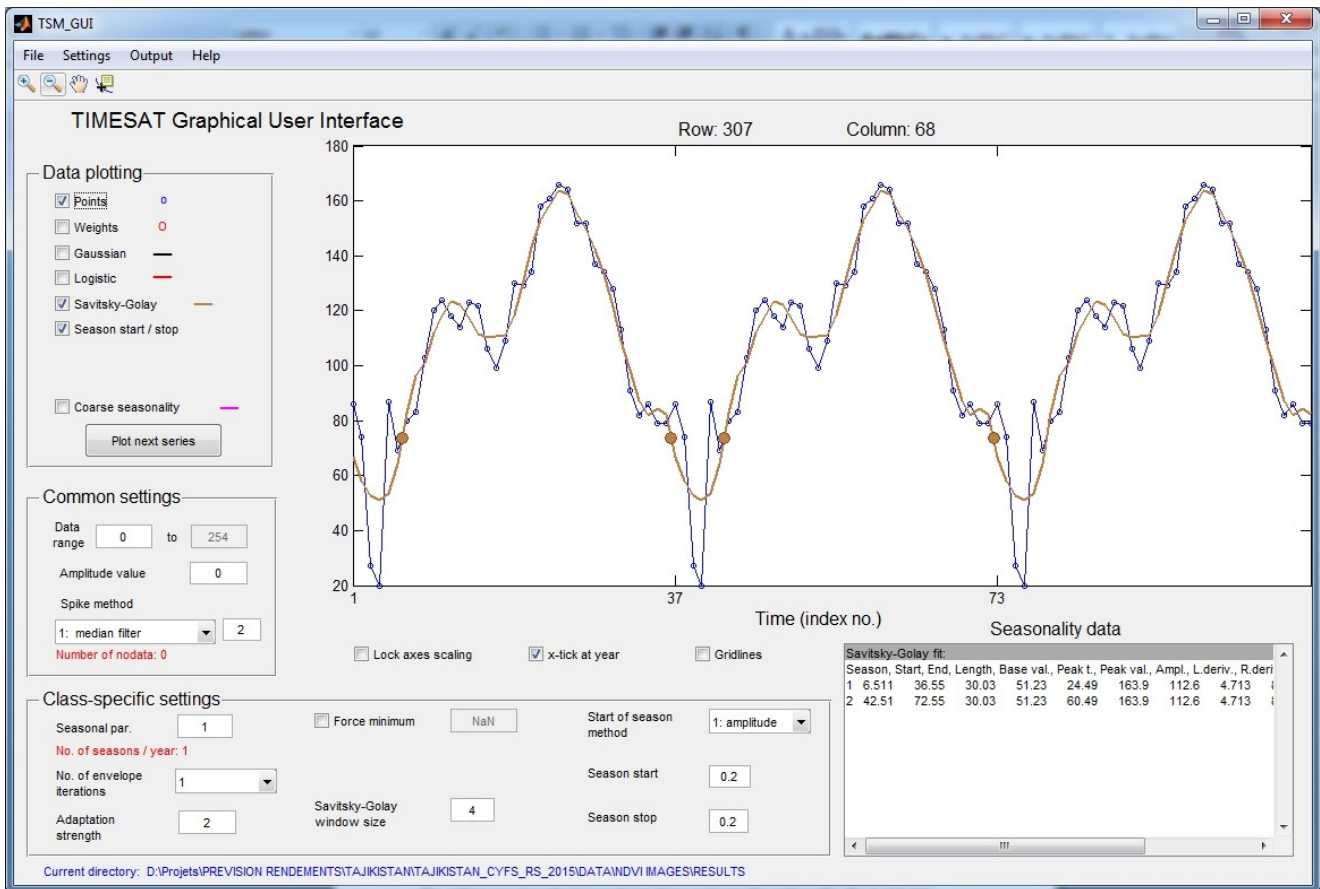 TSM_GUI
File Settings Output Help
TIMESAT Graphical User Interface
Row: 307 Column: 68
Data plotting
Points
Weights
Gaussian
Logistic
Savitsky-Golay
Season start / stop
Coarse seasonality
Plot next series
180
160
140
120
100
80
60
40
20
1 37 73
Time (index no.)
Common settings
Data range 0 to 254
Amplitude value 0
Spike method
1: median filter 2
Number of nodata: 0
Lock axes scaling x-tick at year Gridlines
Seasonality data
Savitsky-Golay fit:
Season, Start, End, Length, Base val., Peak t., Peak val., Ampl., L.deriv., R.deri
1 6.511 36.55 30.03 51.23 24.49 163.9 112.6 4.713
2 42.51 72.55 30.03 51.23 60.49 163.9 112.6 4.713
Class-specific settings
Seasonal par. 1
No. of seasons / year: 1
No. of envelope
iterations 1
Adaptation
strength 2
Force minimum NaN
Savitsky-Golay
window size 4
Start of season
method 1: amplitude
Season start 0.2
Season stop 0.2
Current directory: D:\Projets\PREVISION RENDEMENTS\TAJIKISTAN\TAJIKISTAN_CYFS_RS_2015\DATA\NDVI IMAGES\RESULTS